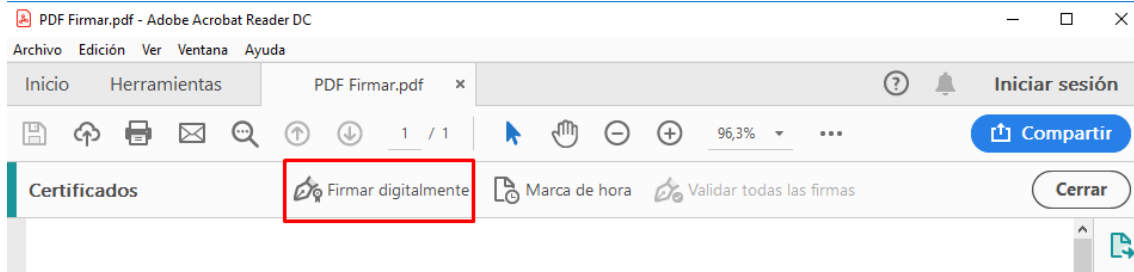 PDF Firmar.pdf - Adobe Acrobat Reader DC
Archivo Edición Ver Ventana Ayuda
Inicio Herramientas PDF Firmar.pdf × Iniciar sesión
1 / 1 96,3% Compartir
Certificados Firmar digitalmente Marca de hora Validar todas las firmas Cerrar